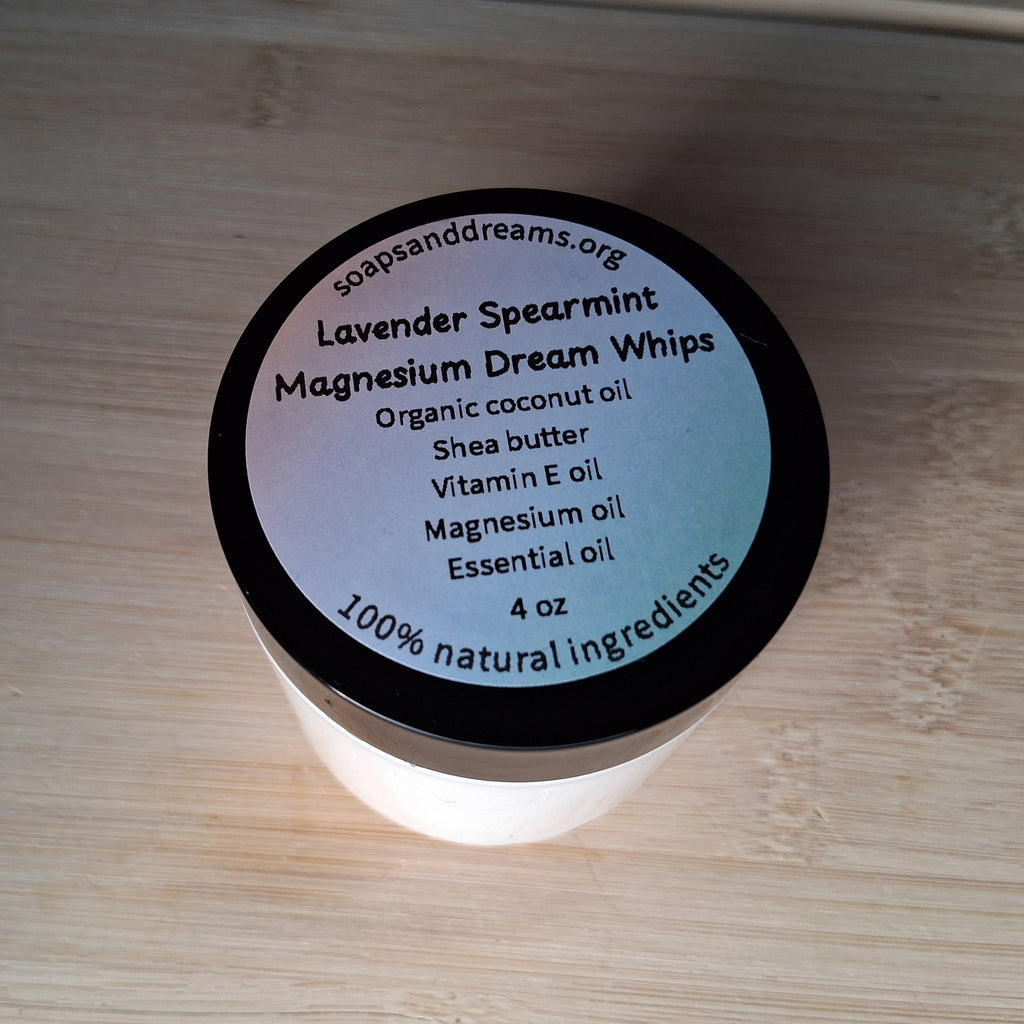 soapsanddreams.org
Lavender Spearmint
Magnesium Dream Whips
Organic coconut oil
Shea butter
Vitamin E oil
Magnesium oil
Essential oil
4 oz
100% natural ingredients